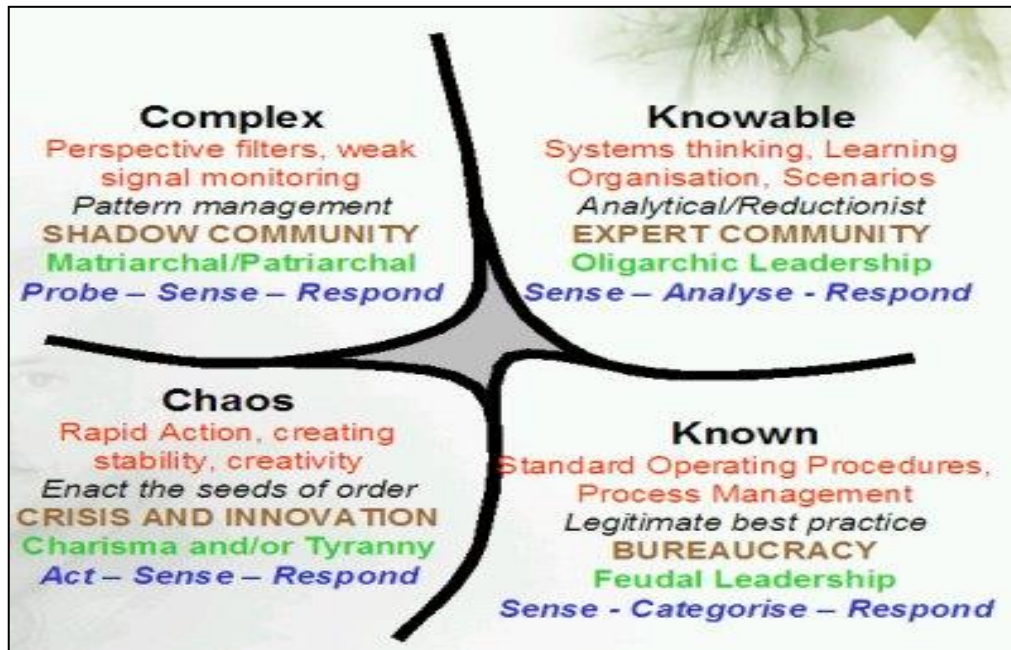 Complex
Perspective filters, weak
signal monitoring
Pattern management
SHADOW COMMUNITY
Matriarchal/Patriarchal
Probe – Sense – Respond
Knowable
Systems thinking, Learning
Organisation, Scenarios
Analytical/Reductionist
EXPERT COMMUNITY
Oligarchic Leadership
Sense – Analyse - Respond
Chaos
Rapid Action, creating
stability, creativity
Enact the seeds of order
CRISIS AND INNOVATION
Charisma and/or Tyranny
Act – Sense – Respond
Known
Standard Operating Procedures,
Process Management
Legitimate best practice
BUREAUCRACY
Feudal Leadership
Sense - Categorise – Respond